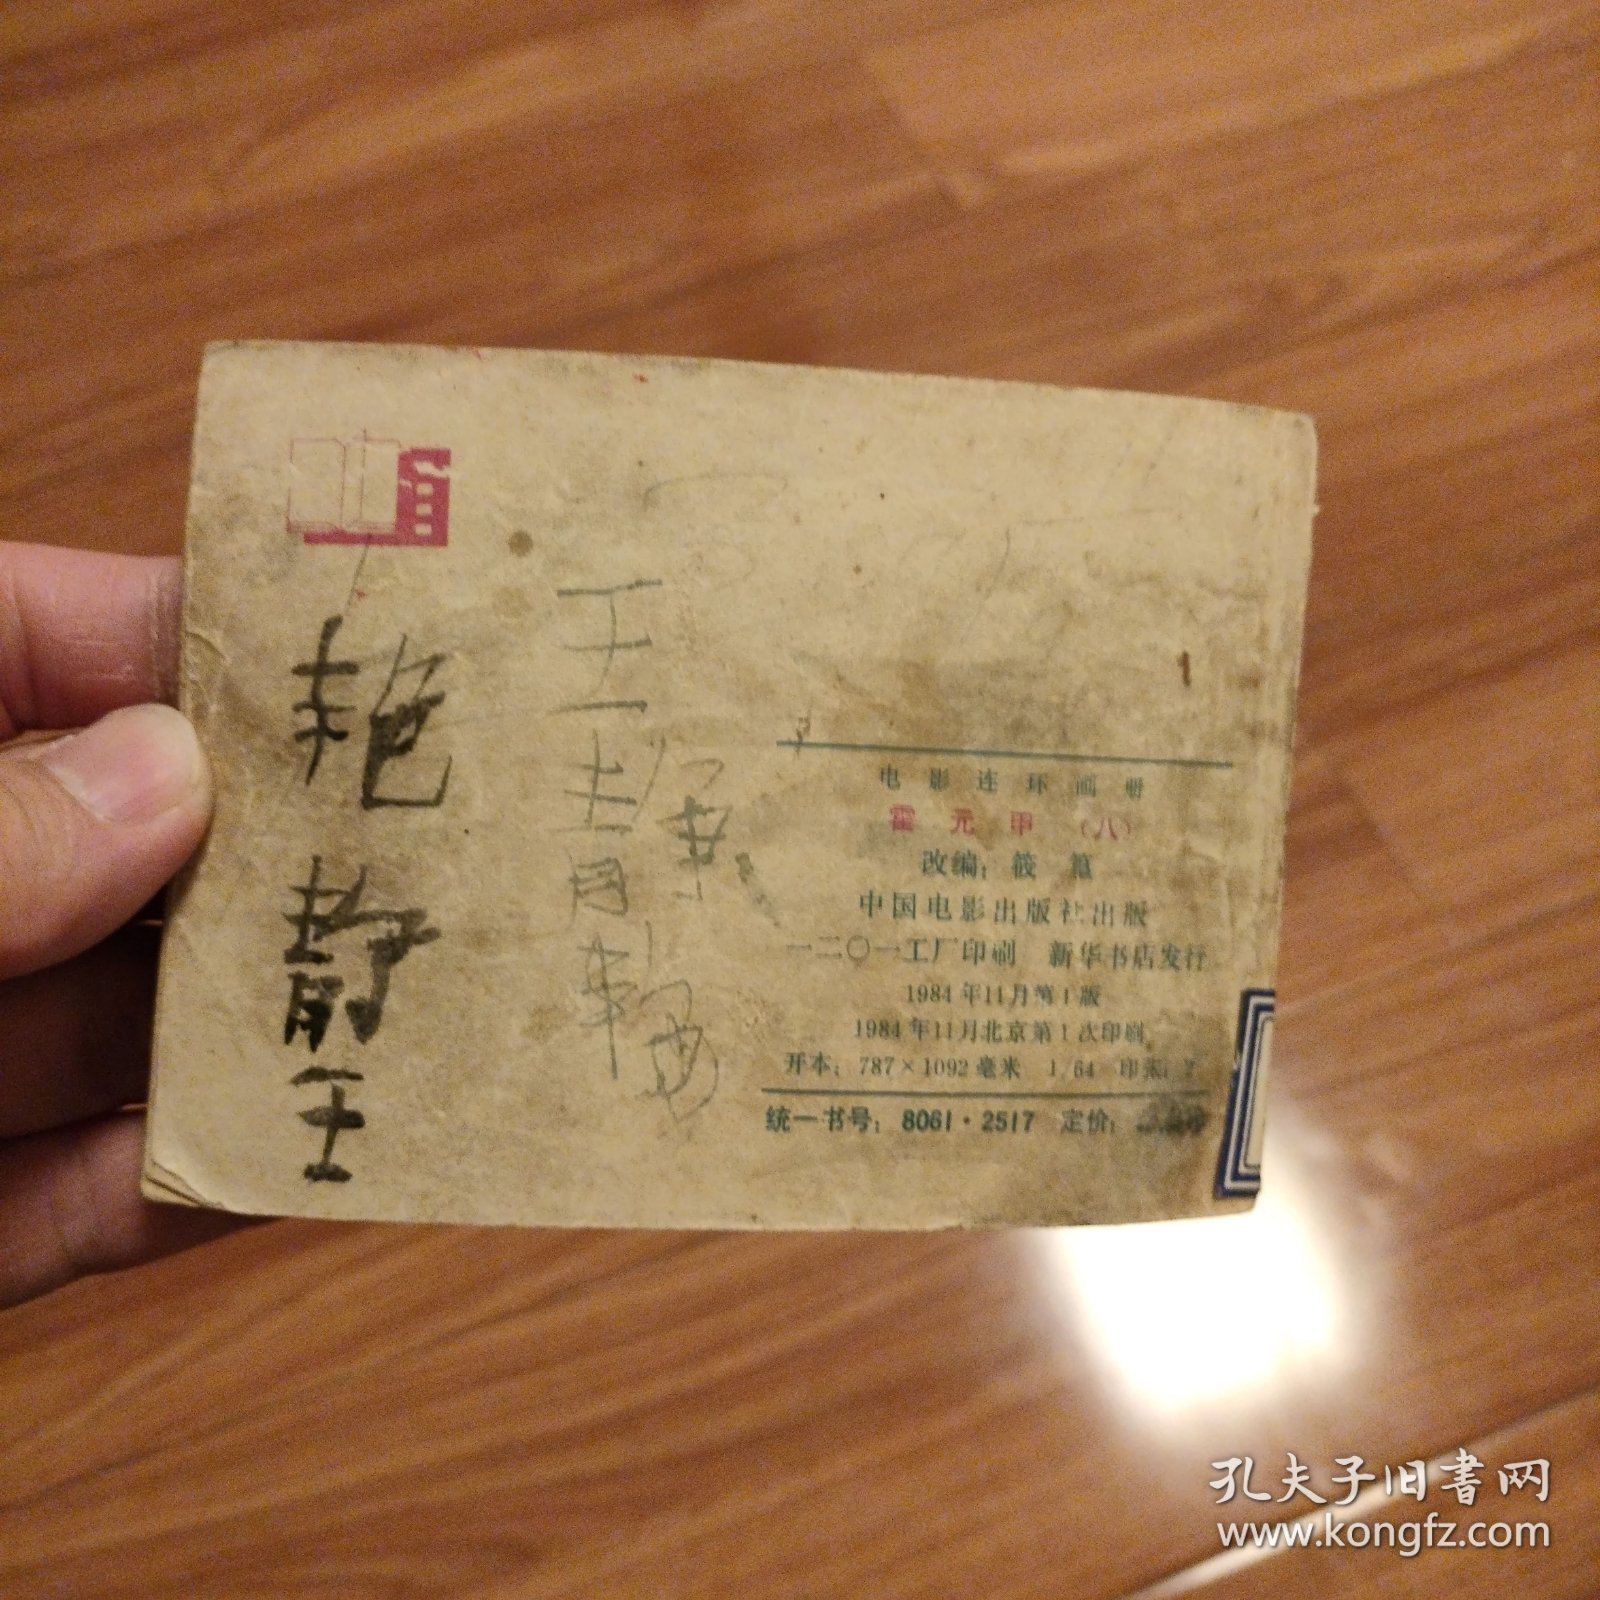 艳
静
王
王
静
艳
电影连环画册
霍元甲（八）
改编：筱
中国电影出版社出版
一二〇一工厂印刷 新华书店发行
1984年11月第1版
1984年11月北京第1次印刷
开本：787×1092毫米 1/64 印张：2
统一书号：8061·2517 定价：
孔夫子旧书网
www.kongfz.com